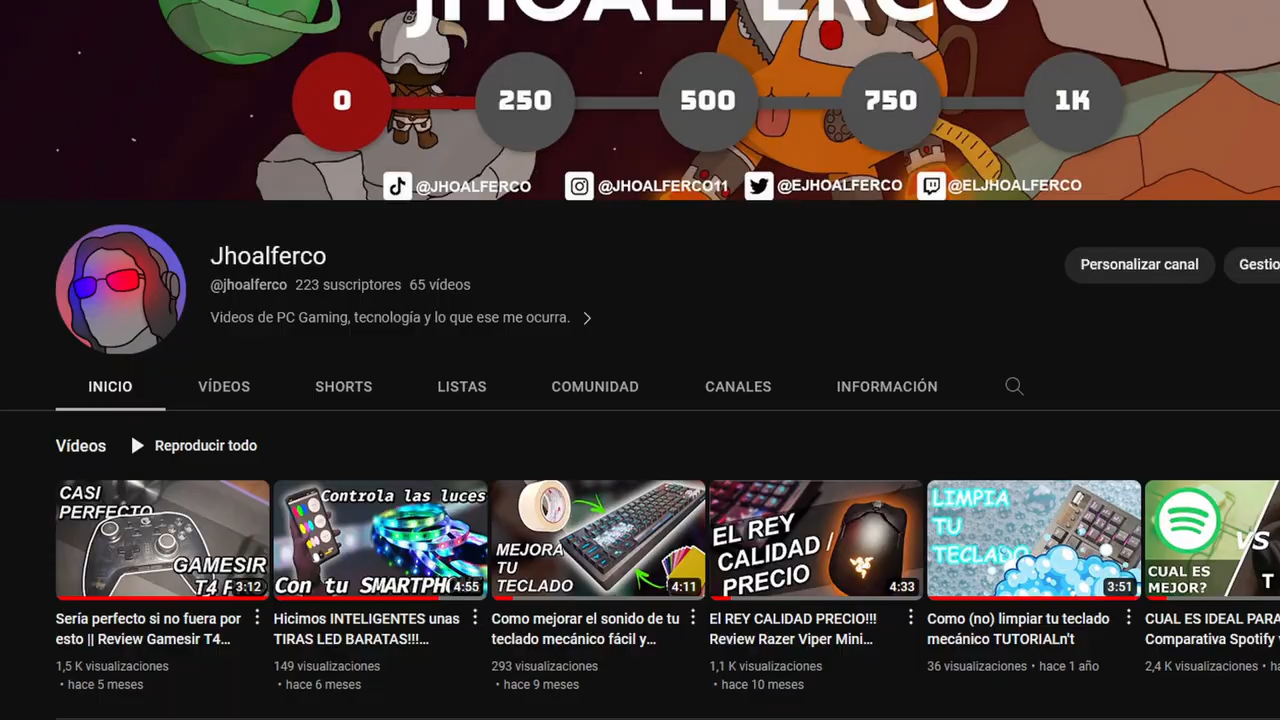 JHOALFERCO
0 250 500 750 1K
@JHOALFERCO @JHOALFERCO11 @EJHOALFERCO @ELJHOALFERCO
Jhoalferco
@jhoalferco 223 suscriptores 65 vídeos
Videos de PC Gaming, tecnología y lo que ese me ocurra.
Personalizar canal
Gestio
INICIO VÍDEOS SHORTS LISTAS COMUNIDAD CANALES INFORMACIÓN
Vídeos Reproducir todo
CASI
PERFECTO
GAMESIR
T4
3:12
Sería perfecto si no fuera por
esto || Review Gamesir T4...
1,5 K visualizaciones
• hace 5 meses
Controla las luces
Con tu SMARTPH
4:55
Hicimos INTELIGENTES unas
TIRAS LED BARATAS!!!...
149 visualizaciones
• hace 6 meses
MEJORA
TU
TECLADO
4:11
Como mejorar el sonido de tu
teclado mecánico fácil y...
293 visualizaciones
• hace 9 meses
EL REY
CALIDAD /
PRECIO
4:33
El REY CALIDAD PRECIO!!!
Review Razer Viper Mini...
1,1 K visualizaciones
• hace 10 meses
LIMPIA
TU
TECLADO
3:51
Como (no) limpiar tu teclado
mecánico TUTORIALn't
36 visualizaciones • hace 1 año
VS
CUAL ES
MEJOR?
T
CUAL ES IDEAL PARA
Comparativa Spotify v
2,4 K visualizaciones • ha